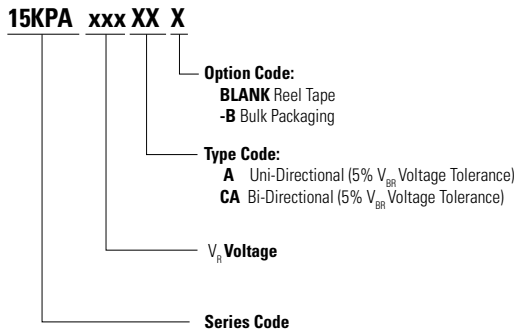 15KPA xxx XX X
Option Code:
BLANK Reel Tape
-B Bulk Packaging
Type Code:
A Uni-Directional (5% VBR Voltage Tolerance)
CA Bi-Directional (5% VBR Voltage Tolerance)
VR Voltage
Series Code